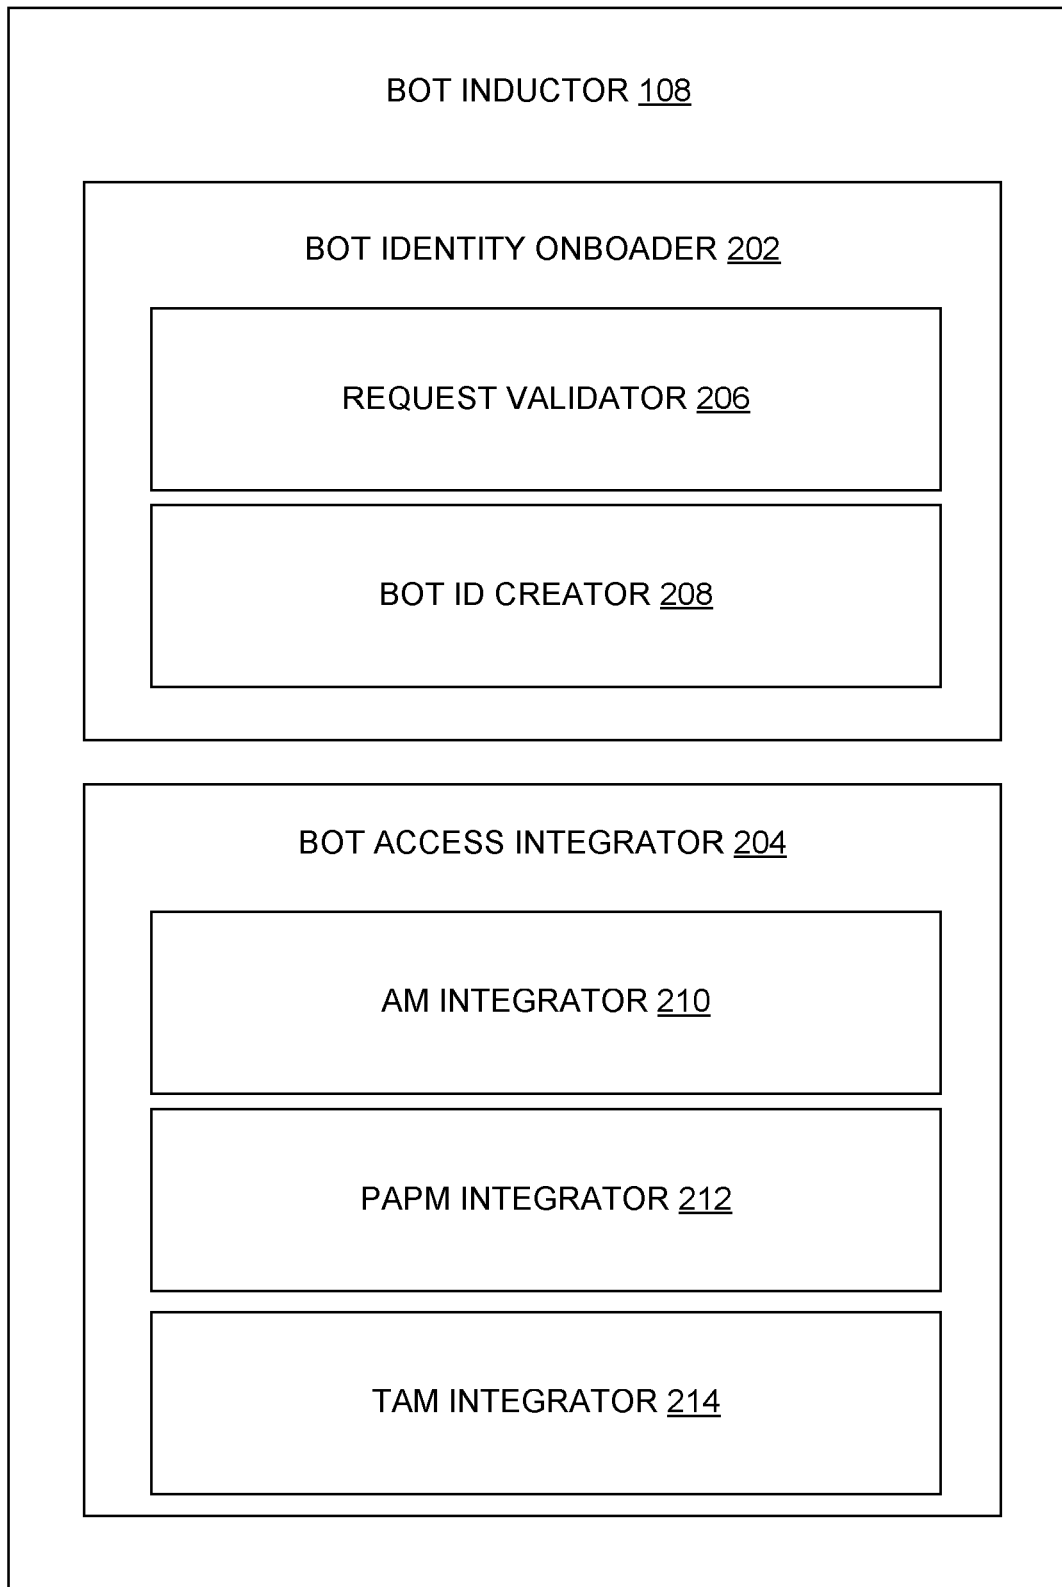 BOT INDUCTOR 108
BOT IDENTITY ONBOADER 202
REQUEST VALIDATOR 206
BOT ID CREATOR 208
BOT ACCESS INTEGRATOR 204
AM INTEGRATOR 210
PAPM INTEGRATOR 212
TAM INTEGRATOR 214